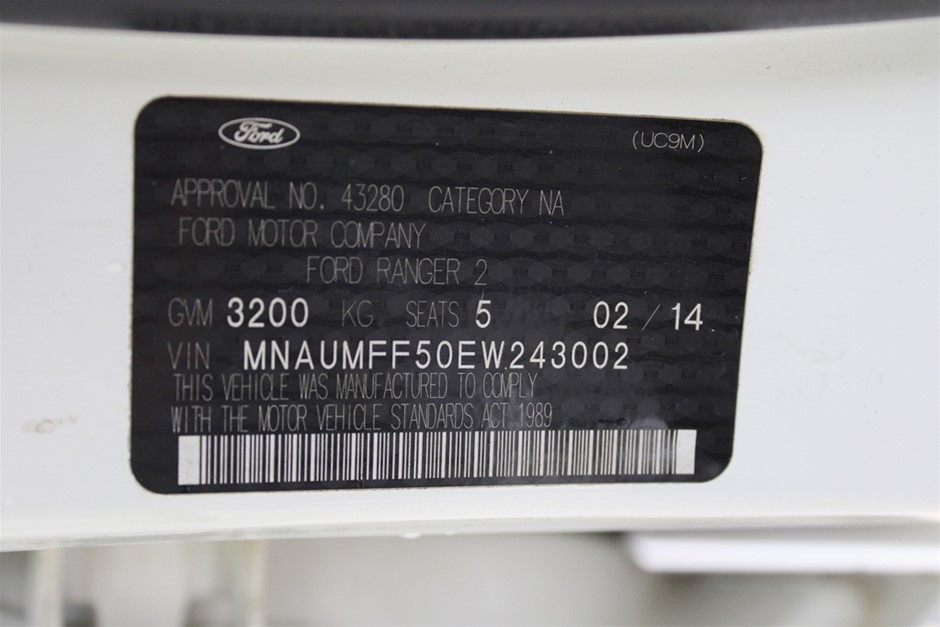 Ford
(UC9M)
APPROVAL NO. 43280 CATEGORY NA
FORD MOTOR COMPANY
FORD RANGER 2
GVM 3200 KG SEATS 5 02 / 14
VIN MNAUMFF50EW243002
THIS VEHICLE WAS MANUFACTURED TO COMPLY
WITH THE MOTOR VEHICLE STANDARDS ACT 1989